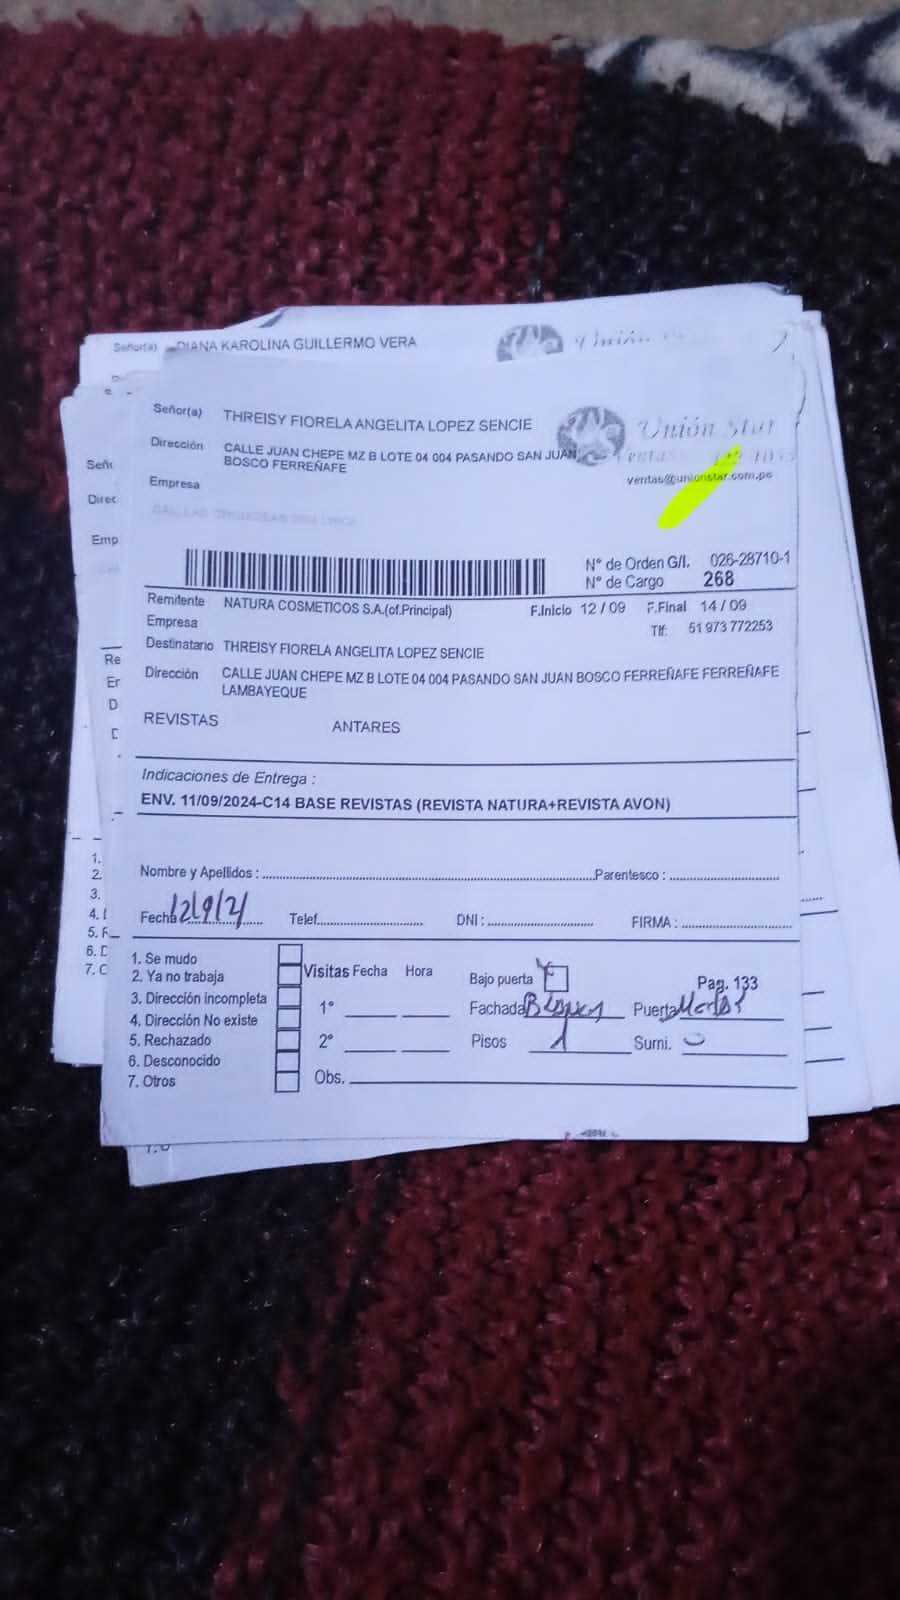 Señor(a) DIANA KAROLINA GUILLERMO VERA
Unión
Señor(a) THREISY FIORELA ANGELITA LOPEZ SENCIE
Unión Star
Dirección CALLE JUAN CHEPE MZ B LOTE 04 004 PASANDO SAN JUAN
BOSCO FERREÑAFE
ventas@unionstar.com.pe
Empresa
N° de Orden G/I. 026-28710-1
N° de Cargo 268
Remitente NATURA COSMETICOS S.A.(of.Principal) F.Inicio 12 / 09 F.Final 14 / 09
Empresa Tlf: 51 973 772253
Destinatario THREISY FIORELA ANGELITA LOPEZ SENCIE
Dirección CALLE JUAN CHEPE MZ B LOTE 04 004 PASANDO SAN JUAN BOSCO FERREÑAFE FERREÑAFE
LAMBAYEQUE
REVISTAS ANTARES
Indicaciones de Entrega :
ENV. 11/09/2024-C14 BASE REVISTAS (REVISTA NATURA+REVISTA AVON)
Nombre y Apellidos : Parentesco :
Fecha 12/9/2 Telef. DNI : FIRMA :
1. Se mudo
2. Ya no trabaja
3. Dirección incompleta
4. Dirección No existe
5. Rechazado
6. Desconocido
7. Otros
Visitas Fecha Hora
1°
2°
Obs.
Bajo puerta Pag. 133
Fachada Puerta
Pisos 1 Sumi.